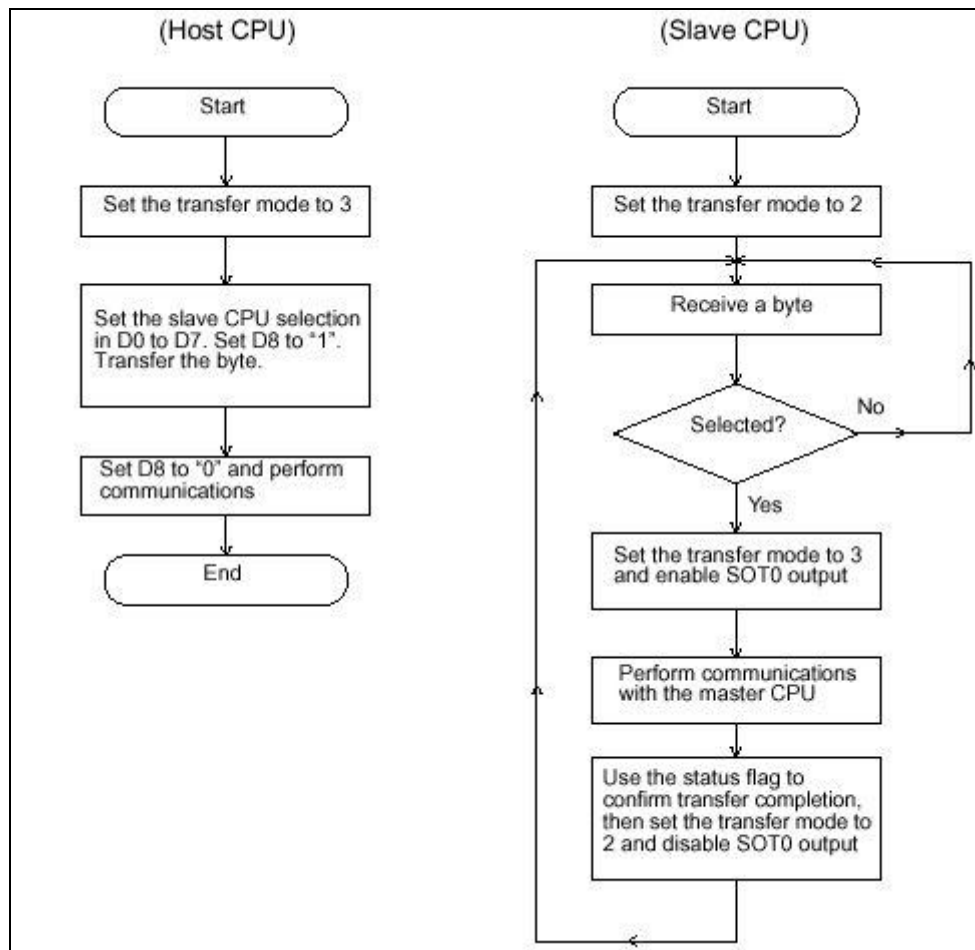 (Host CPU)
Start
Set the transfer mode to 3
Set the slave CPU selection
in D0 to D7. Set D8 to “1”.
Transfer the byte.
Set D8 to “0” and perform
communications
End
(Slave CPU)
Start
Set the transfer mode to 2
Receive a byte
Selected?
No
Yes
Set the transfer mode to 3
and enable SOT0 output
Perform communications
with the master CPU
Use the status flag to
confirm transfer completion,
then set the transfer mode to
2 and disable SOT0 output